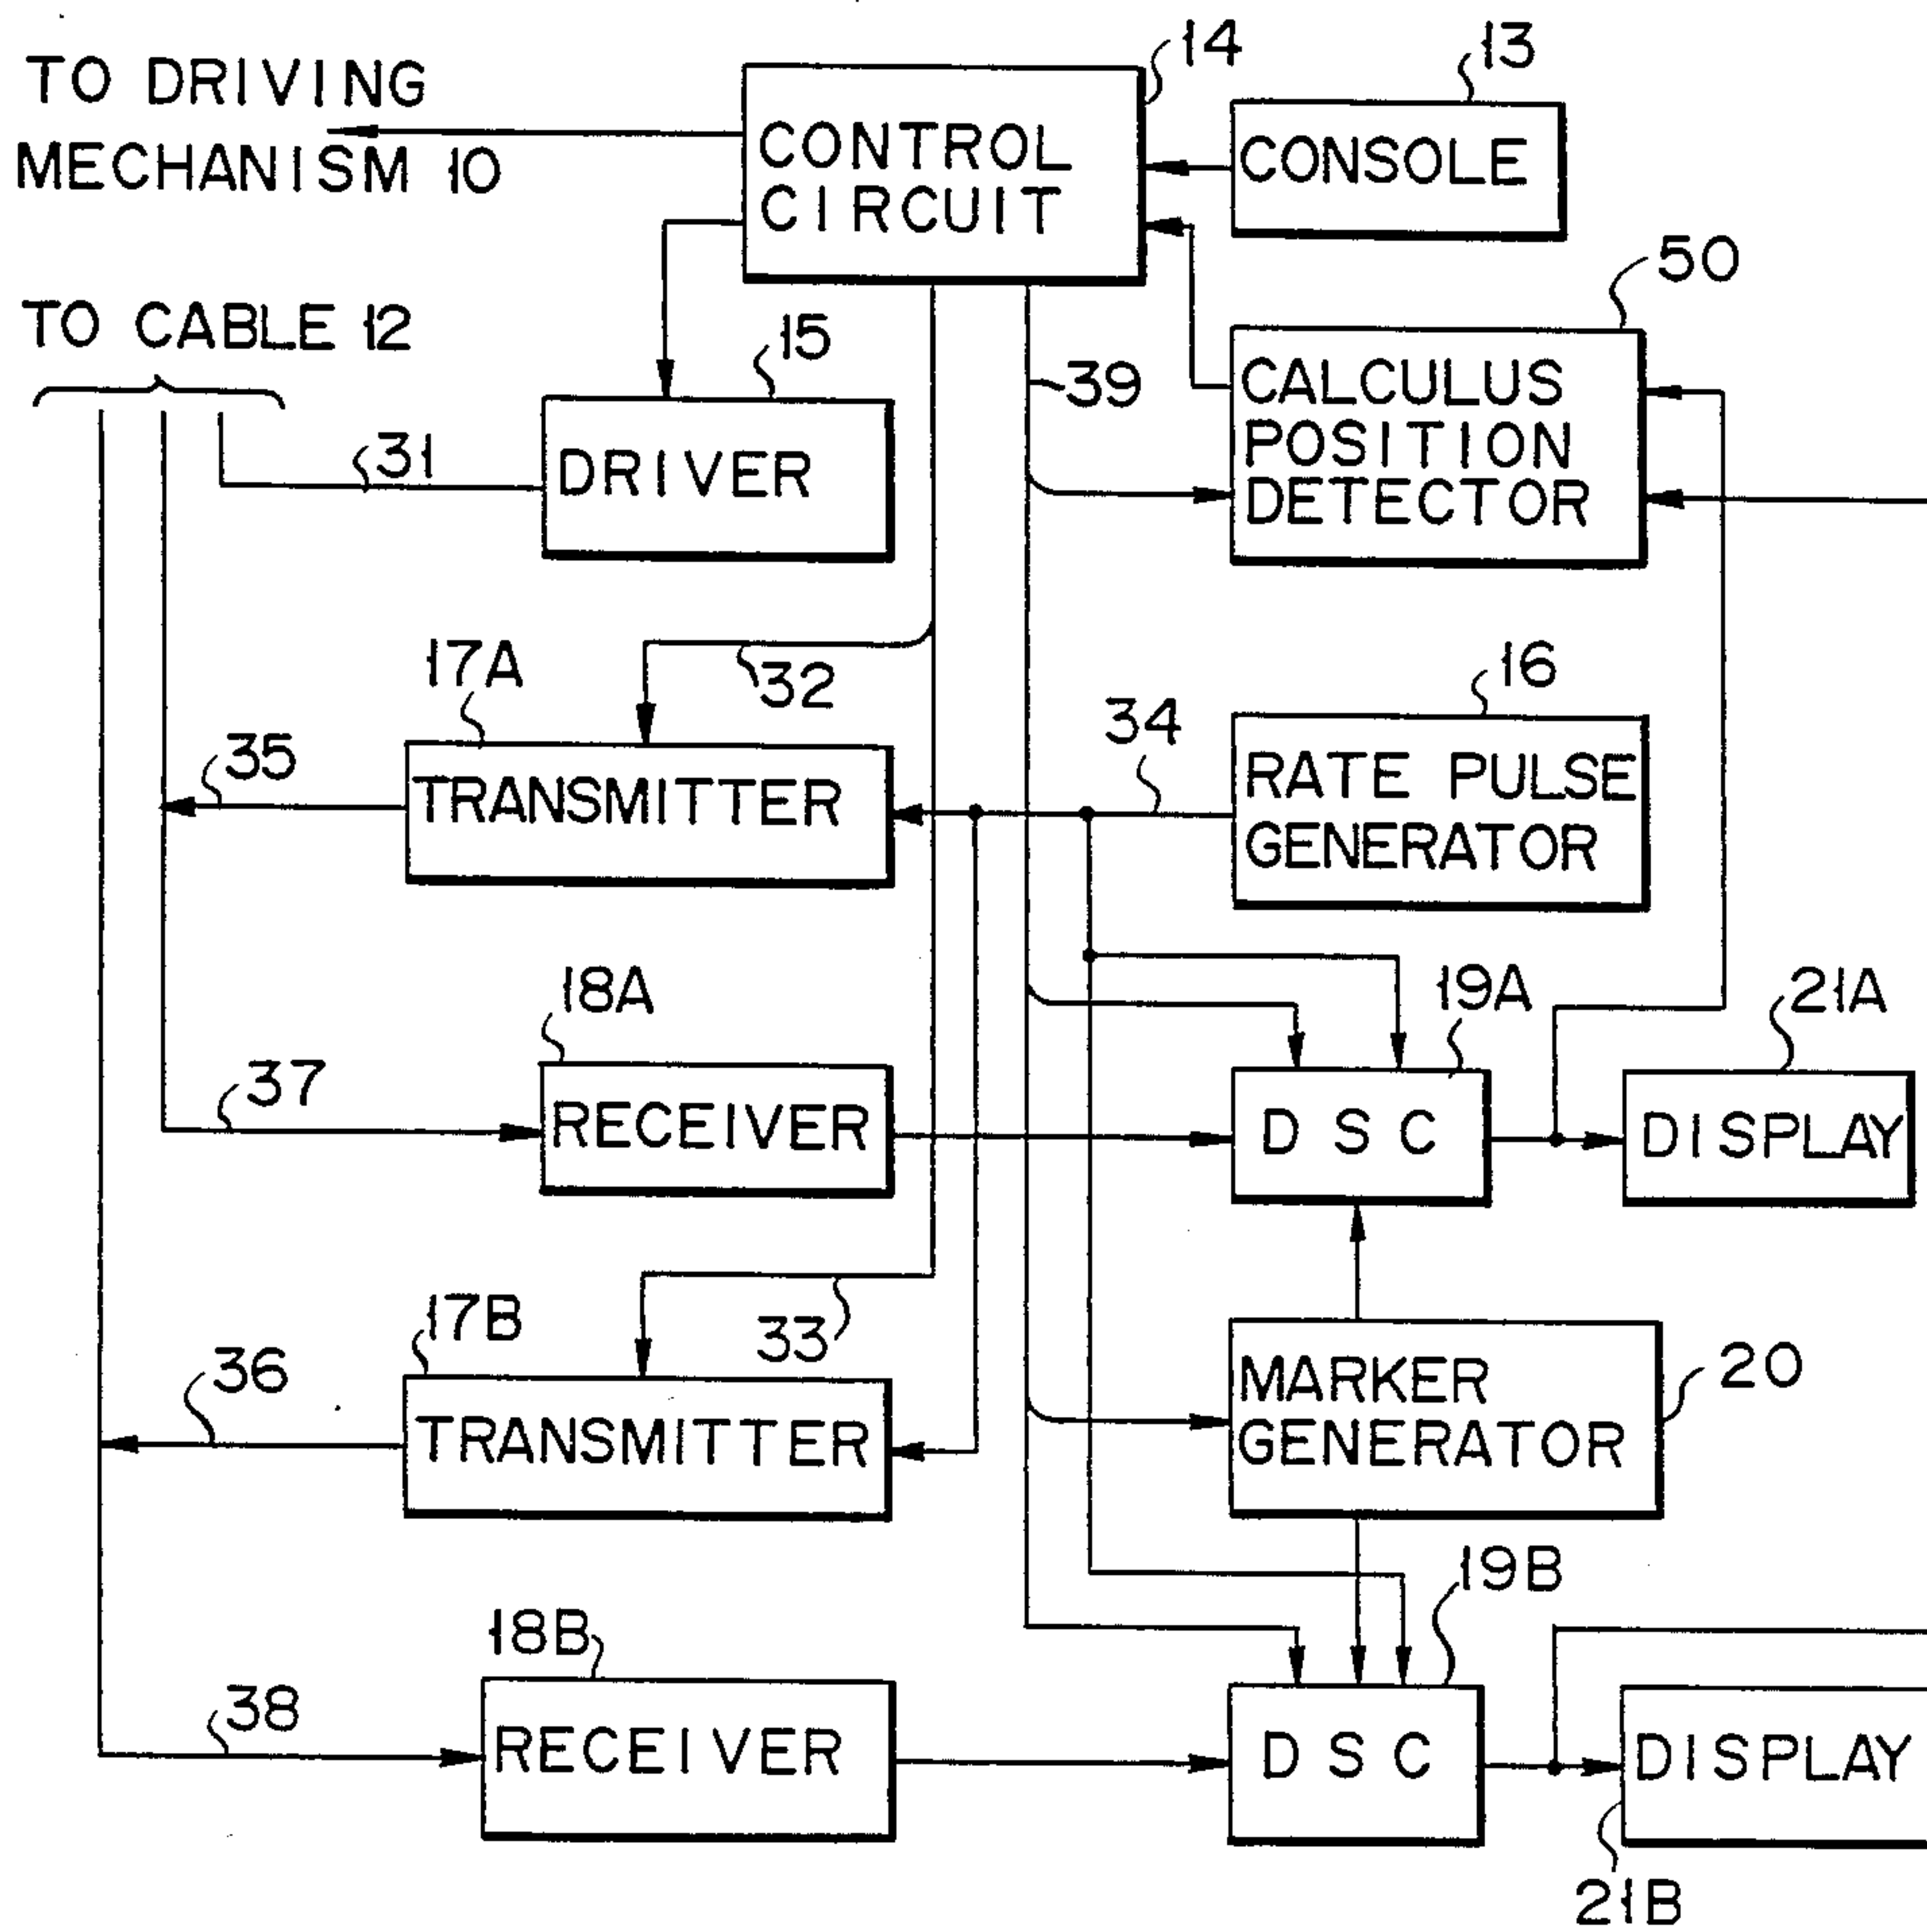 14
13
TO DRIVING
MECHANISM 10
CONTROL
CIRCUIT
CONSOLE
50
TO CABLE 12
15
39
CALCULUS
POSITION
DETECTOR
31
DRIVER
17A
32
16
35
34
TRANSMITTER
RATE PULSE
GENERATOR
18A
19A
21A
37
RECEIVER
DSC
DISPLAY
17B
33
36
20
MARKER
GENERATOR
TRANSMITTER
19B
18B
38
RECEIVER
DSC
DISPLAY
21B